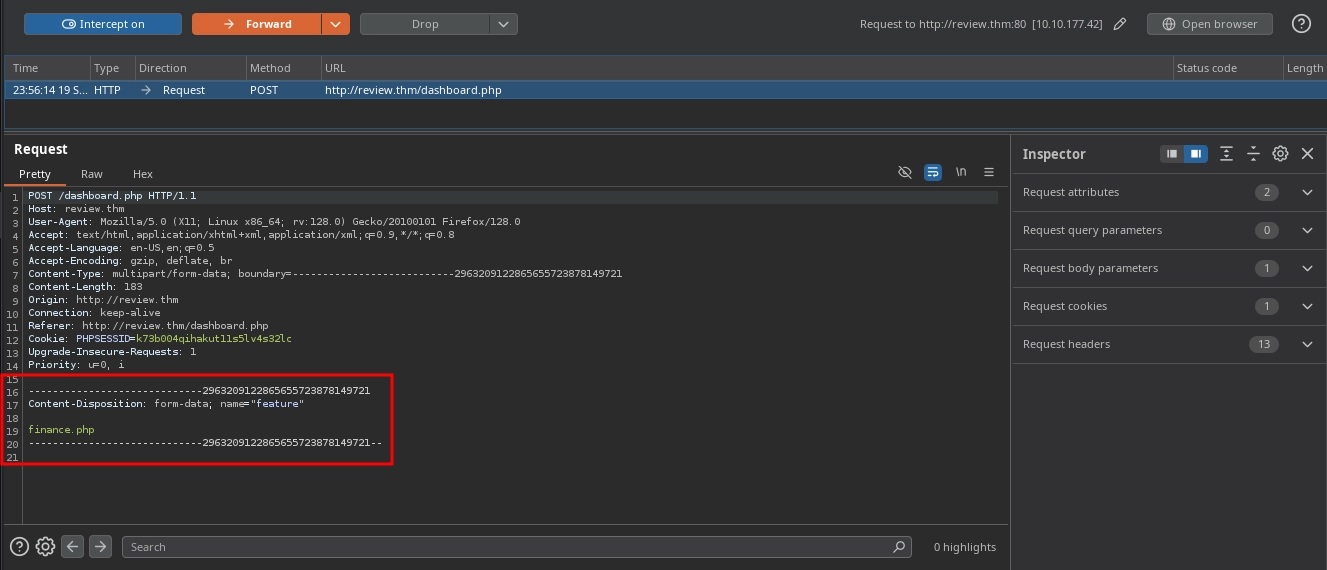 Intercept on Forward Drop Request to http://review.thm:80 [10.10.177.42] Open browser ?
Time Type Direction Method URL Status code Length
23:56:14 19 S... HTTP → Request POST http://review.thm/dashboard.php
Request
Pretty Raw Hex \n
1 POST /dashboard.php HTTP/1.1
2 Host: review.thm
3 User-Agent: Mozilla/5.0 (X11; Linux x86_64; rv:128.0) Gecko/20100101 Firefox/128.0
4 Accept: text/html,application/xhtml+xml,application/xml;q=0.9,*/*;q=0.8
5 Accept-Language: en-US,en;q=0.5
6 Accept-Encoding: gzip, deflate, br
7 Content-Type: multipart/form-data; boundary=---------------------------2963209122865655723878149721
8 Content-Length: 183
9 Origin: http://review.thm
10 Connection: keep-alive
11 Referer: http://review.thm/dashboard.php
12 Cookie: PHPSESSID=k73b004qihakut11s5lv4s32lc
13 Upgrade-Insecure-Requests: 1
14 Priority: u=0, i
15
16 -----------------------------2963209122865655723878149721
17 Content-Disposition: form-data; name="feature"
18
19 finance.php
20 -----------------------------2963209122865655723878149721--
21
Search 0 highlights
Inspector
Request attributes 2
Request query parameters 0
Request body parameters 1
Request cookies 1
Request headers 13